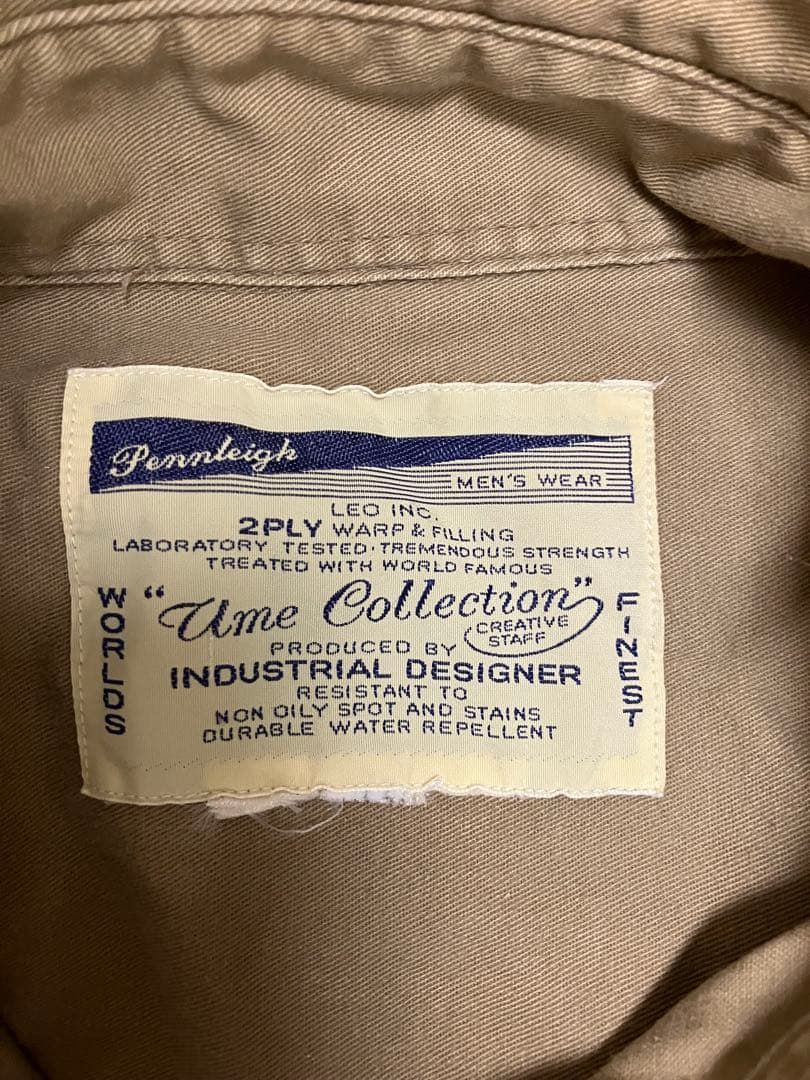 Pennleigh
MEN'S WEAR
LEO INC.
2PLY WARP & FILLING
LABORATORY TESTED·TREMENDOUS STRENGTH
TREATED WITH WORLD FAMOUS
WORLDS
"Ume Collection"
CREATIVE
STAFF
FINEST
PRODUCED BY
INDUSTRIAL DESIGNER
RESISTANT TO
NON OILY SPOT AND STAINS
DURABLE WATER REPELLENT